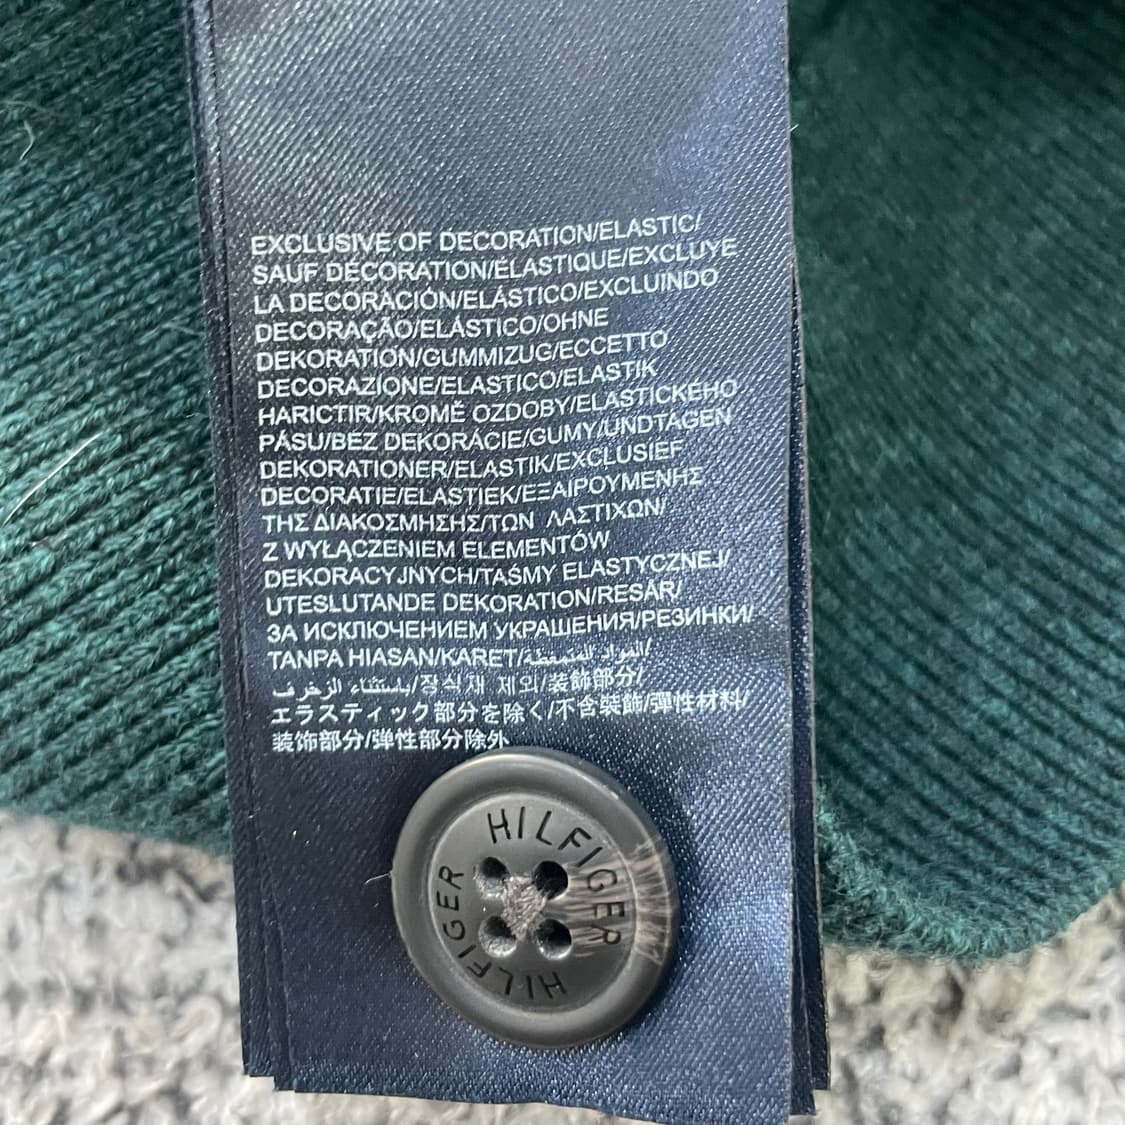 EXCLUSIVE OF DECORATION/ELASTIC/
SAUF DÉCORATION/ÉLASTIQUE/EXCLUYE
LA DECORACIÓN/ELÁSTICO/EXCLUINDO
DECORAÇÃO/ELÁSTICO/OHNE
DEKORATION/GUMMIZUG/ECCETTO
DECORAZIONE/ELASTICO/ELASTIK
HARICTIR/KROMĚ OZDOBY/ELASTICKÉHO
PÁSU/BEZ DEKORÁCIE/GUMY/UNDTAGEN
DEKORATIONER/ELASTIK/EXCLUSIEF
DECORATIE/ELASTIEK/ΕΞΑΙΡΟΥΜΕΝΗΣ
ΤΗΣ ΔΙΑΚΟΣΜΗΣΗΣ/ΤΩΝ ΛΑΣΤΙΧΩΝ/
Z WYŁĄCZENIEM ELEMENTÓW
DEKORACYJNYCH/TAŚMY ELASTYCZNEJ/
UTESLUTANDE DEKORATION/RESÅR/
ЗА ИСКЛЮЧЕНИЕМ УКРАШЕНИЯ/РЕЗИНКИ/
TANPA HIASAN/KARET/المواد المتمغطة/
باستثناء الزخرف/장식재 제외/装飾部分/
エラスティック部分を除く/不含裝飾/彈性材料/
装饰部分/弹性部分除外
HILFIGER
HILFIGER